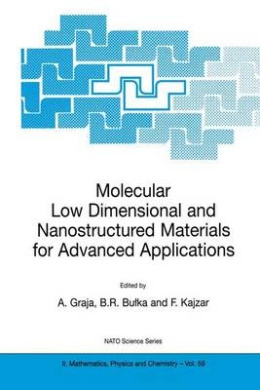 Molecular
Low Dimensional and
Nanostructured Materials
for Advanced Applications
Edited by
A. Graja, B.R. Bułka and F. Kajzar
NATO Science Series
II. Mathematics, Physics and Chemistry – Vol. 59